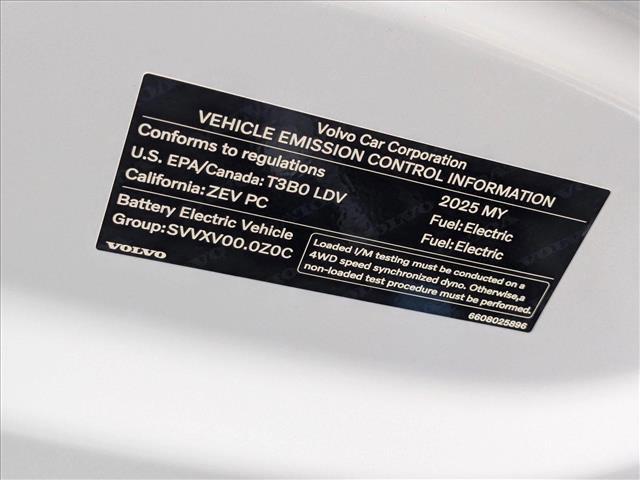 Volvo Car Corporation
VEHICLE EMISSION CONTROL INFORMATION
Conforms to regulations
2025 MY
U.S. EPA/Canada: T3B0 LDV
Fuel: Electric
California: ZEV PC
Fuel: Electric
Battery Electric Vehicle
Group: SVVXV00.0Z0C
Loaded I/M testing must be conducted on a
4WD speed synchronized dyno. Otherwise,a
non-loaded test procedure must be performed.
VOLVO
6608025896